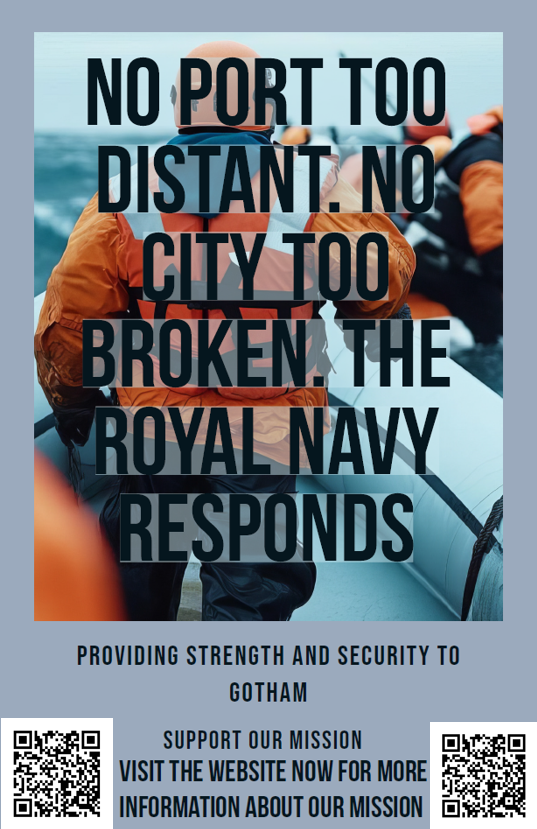 NO PORT TOO
DISTANT. NO
CITY TOO
BROKEN. THE
ROYAL NAVY
RESPONDS
PROVIDING STRENGTH AND SECURITY TO
GOTHAM
SUPPORT OUR MISSION
VISIT THE WEBSITE NOW FOR MORE
INFORMATION ABOUT OUR MISSION